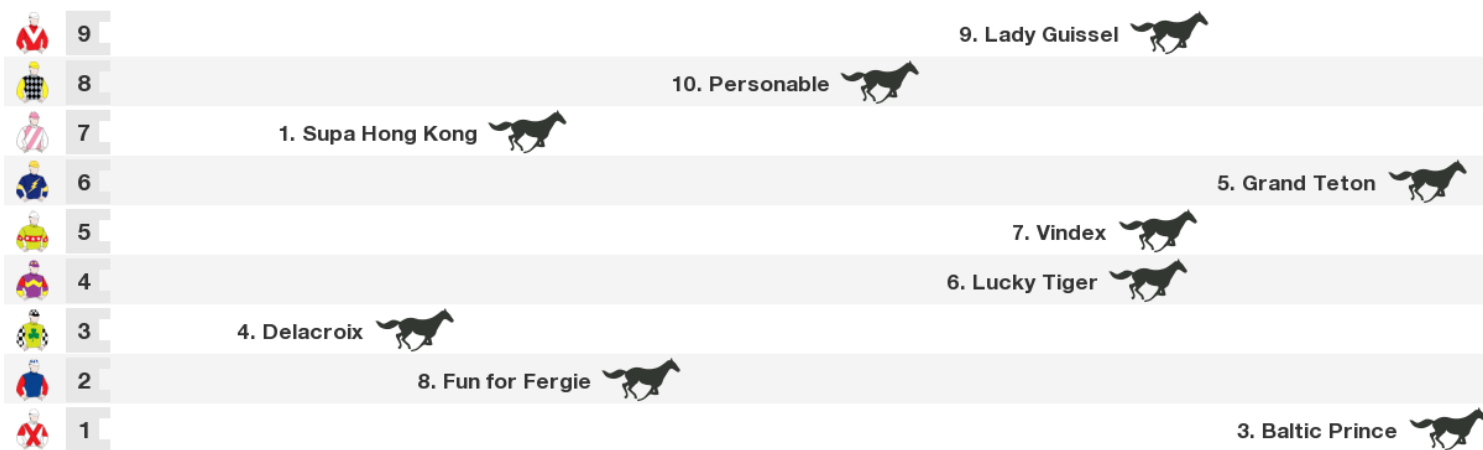 9 9. Lady Guissel
8 10. Personable
7 1. Supa Hong Kong
6 5. Grand Teton
5 7. Vindex
4 6. Lucky Tiger
3 4. Delacroix
2 8. Fun for Fergie
1 3. Baltic Prince